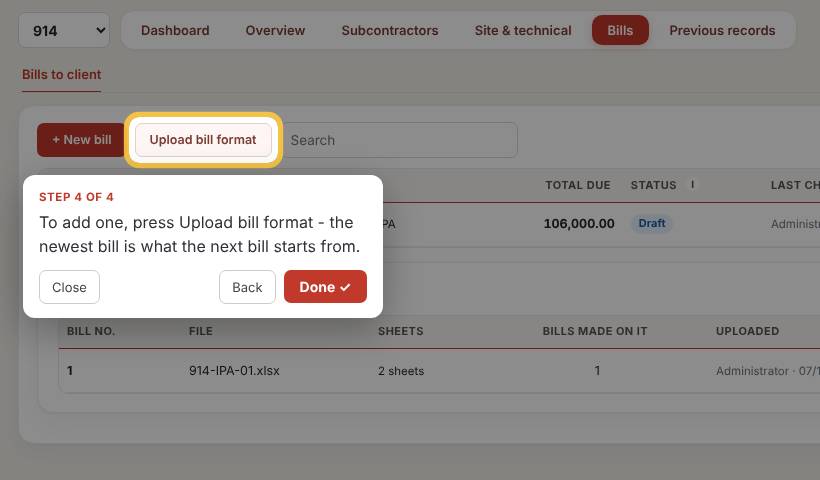 914
Dashboard
Overview
Subcontractors
Site & technical
Bills
Previous records
Bills to client
+ New bill
Upload bill format
Search
TOTAL DUE
STATUS
I
LAST CH
STEP 4 OF 4
To add one, press Upload bill format - the
newest bill is what the next bill starts from.
Close
Back
Done ✓
PA
106,000.00
Draft
Administ
BILL NO.
FILE
SHEETS
BILLS MADE ON IT
UPLOADED
1
914-IPA-01.xlsx
2 sheets
1
Administrator · 07/1